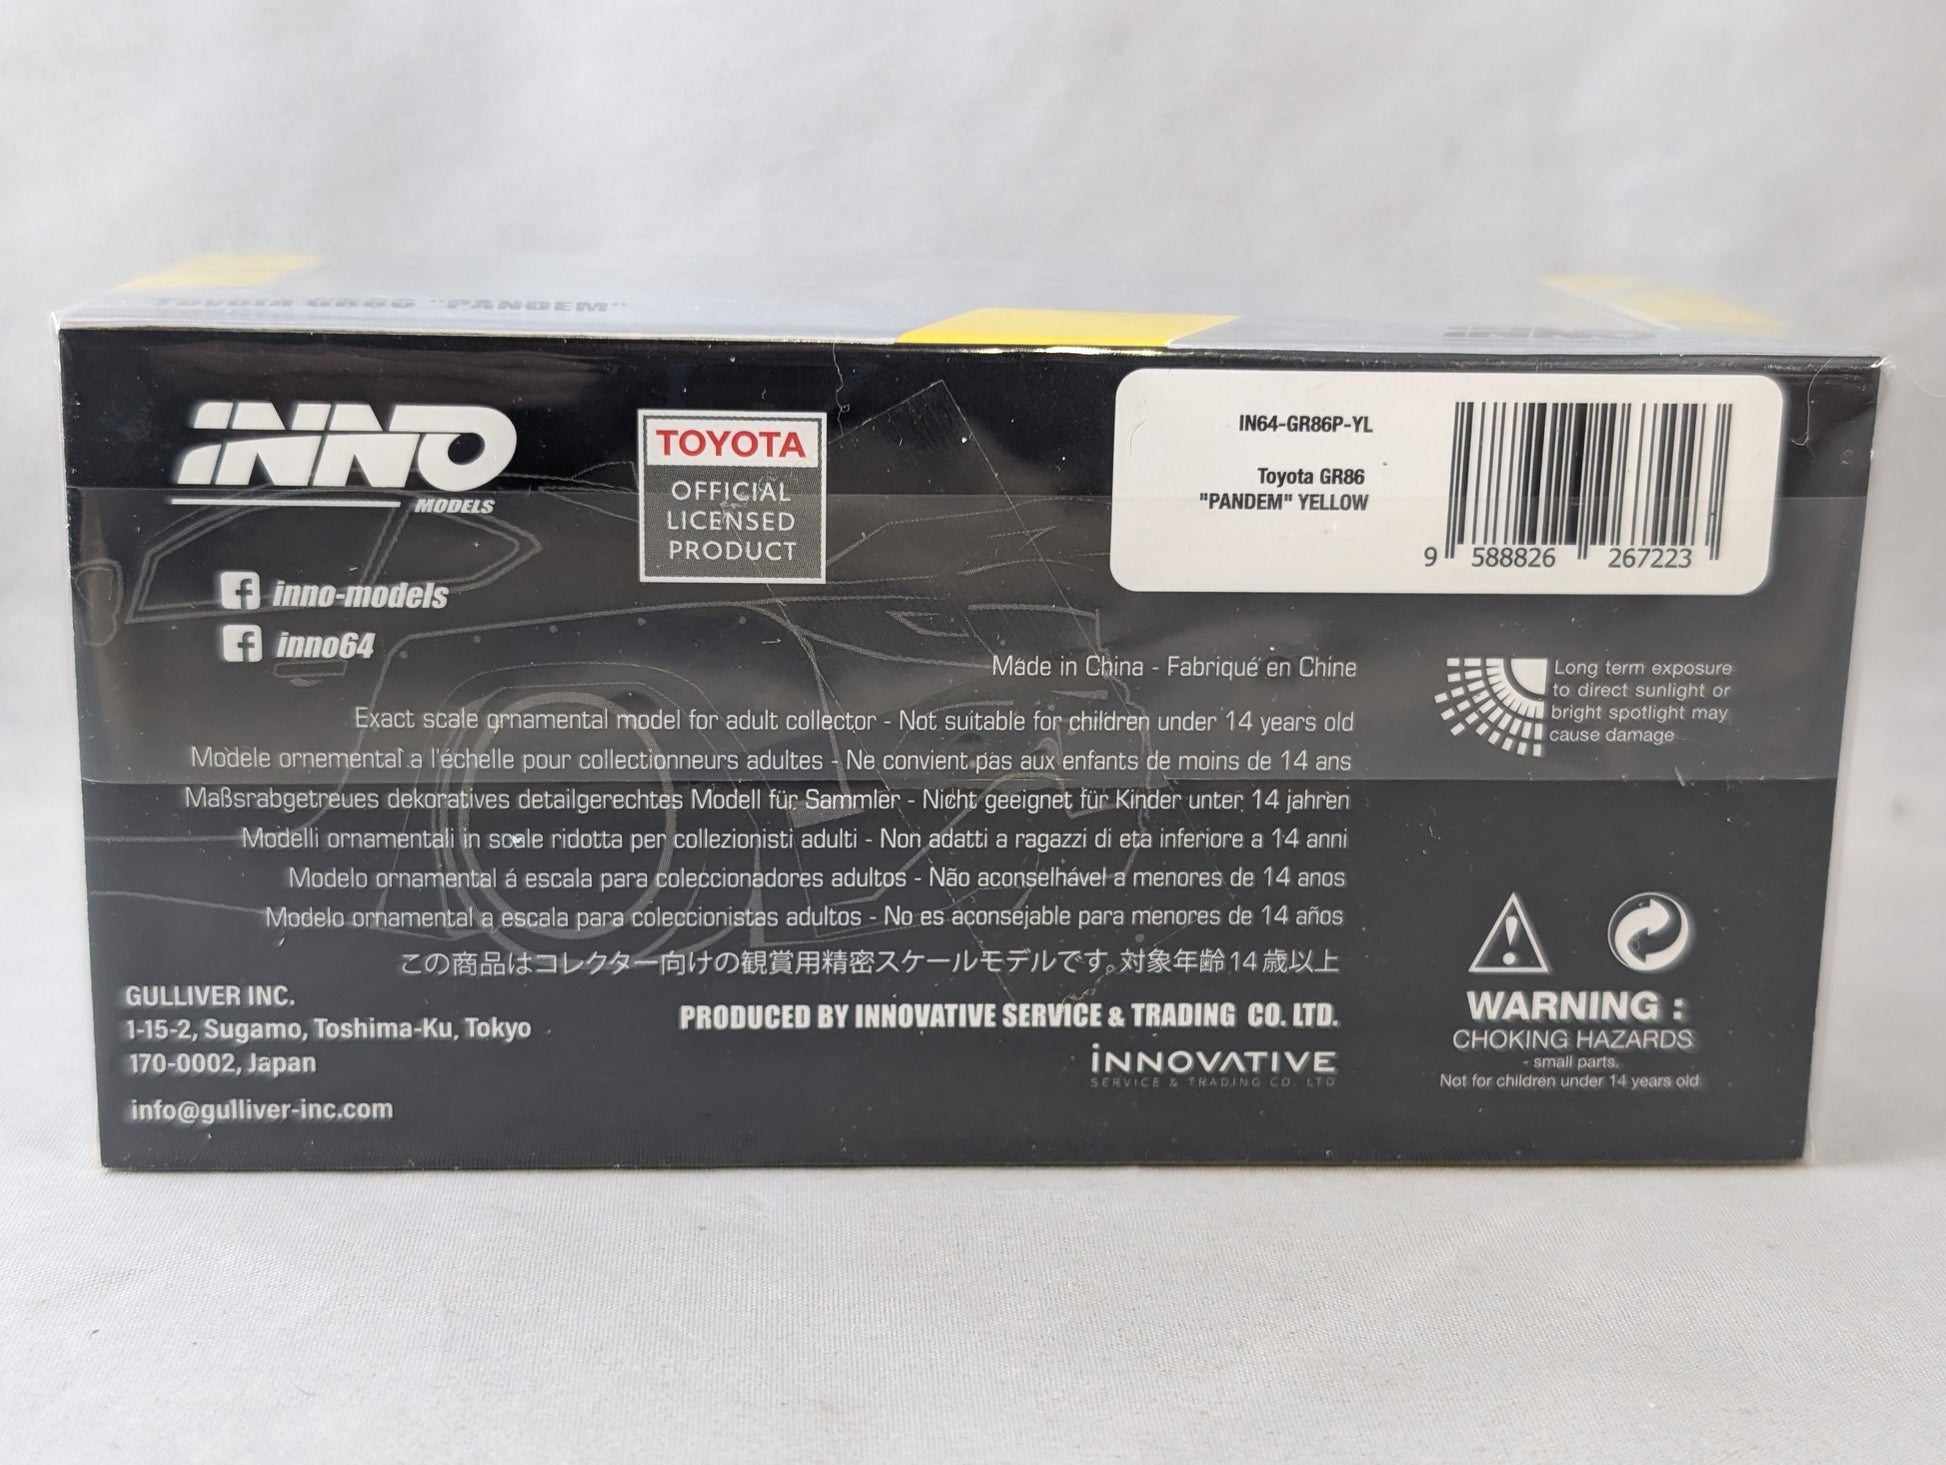 Toyota GR86 "PANDEM"
INNO
INNO
MODELS
inno-models
inno64
TOYOTA
OFFICIAL
LICENSED
PRODUCT
IN64-GR86P-YL
Toyota GR86
"PANDEM" YELLOW
9 588826 267223
Made in China - Fabriqué en Chine
Long term exposure
to direct sunlight or
bright spotlight may
cause damage
Exact scale ornamental model for adult collector - Not suitable for children under 14 years old
Modele ornemental a l'échelle pour collectionneurs adultes - Ne convient pas aux enfants de moins de 14 ans
Maßsrabgetreues dekoratives detailgerechtes Modell für Sammler - Nicht geeignet für Kinder unter 14 jahren
Modelli ornamentali in scale ridotta per collezionisti adulti - Non adatti a ragazzi di eta inferiore a 14 anni
Modelo ornamental á escala para coleccionadores adultos - Não aconselhável a menores de 14 anos
Modelo ornamental a escala para coleccionistas adultos - No es aconsejable para menores de 14 años
この商品はコレクター向けの観賞用精密スケールモデルです。対象年齢14歳以上
GULLIVER INC.
1-15-2, Sugamo, Toshima-Ku, Tokyo
170-0002, Japan
info@gulliver-inc.com
PRODUCED BY INNOVATIVE SERVICE & TRADING CO. LTD.
INNOVATIVE
SERVICE & TRADING CO. LTD
WARNING :
CHOKING HAZARDS
- small parts.
Not for children under 14 years old